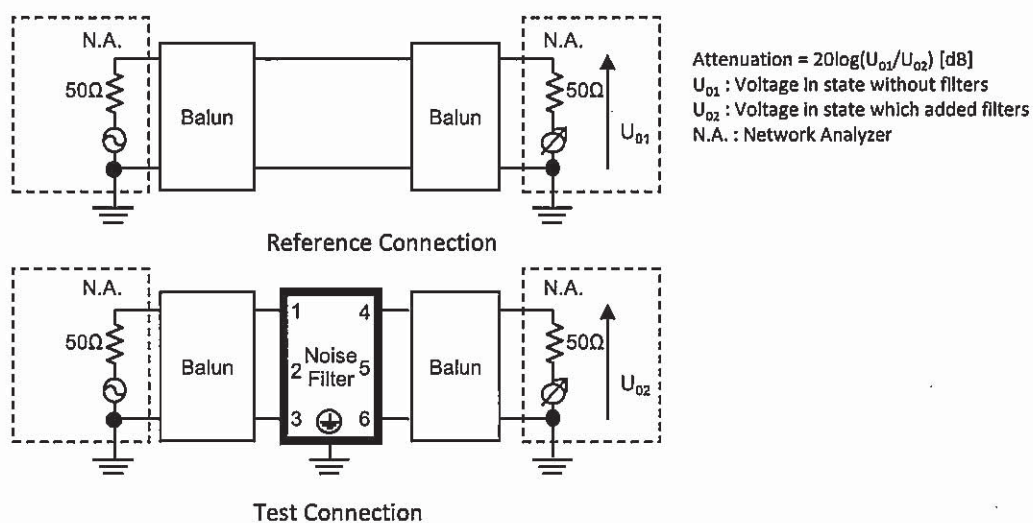 N.A.
50Ω
Balun
Balun
N.A.
50Ω
U01
Attenuation = 20log(U01/U02) [dB]
U01 : Voltage in state without filters
U02 : Voltage in state which added filters
N.A. : Network Analyzer
Reference Connection
N.A.
50Ω
Balun
1 4
2 Noise Filter 5
3 6
Balun
N.A.
50Ω
U02
Test Connection